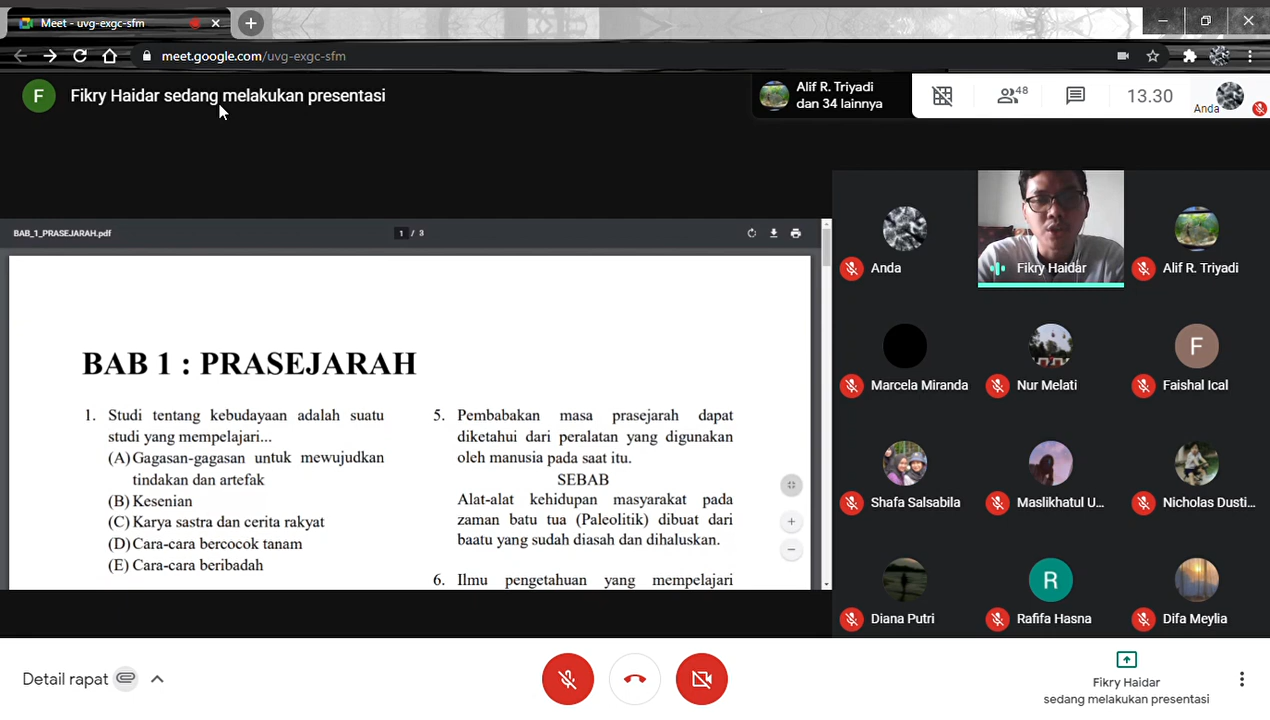 Meet - uvg-exgc-sfm
meet.google.com/uvg-exgc-sfm
F
Fikry Haidar sedang melakukan presentasi
Alif R. Triyadi
dan 34 lainnya
48
13.30
Anda
BAB_1_PRASEJARAH.pdf
1 / 3
BAB 1 : PRASEJARAH
1. Studi tentang kebudayaan adalah suatu
studi yang mempelajari...
(A) Gagasan-gagasan untuk mewujudkan
tindakan dan artefak
(B) Kesenian
(C) Karya sastra dan cerita rakyat
(D) Cara-cara bercocok tanam
(E) Cara-cara beribadah
5. Pembabakan masa prasejarah dapat
diketahui dari peralatan yang digunakan
oleh manusia pada saat itu.
SEBAB
Alat-alat kehidupan masyarakat pada
zaman batu tua (Paleolitik) dibuat dari
baatu yang sudah diasah dan dihaluskan.
6. Ilmu pengetahuan yang mempelajari
Anda
Fikry Haidar
Alif R. Triyadi
Marcela Miranda
Nur Melati
F
Faishal Ical
Shafa Salsabila
Maslikhatul U...
Nicholas Dusti...
Diana Putri
R
Rafifa Hasna
Difa Meylia
Detail rapat
Fikry Haidar
sedang melakukan presentasi